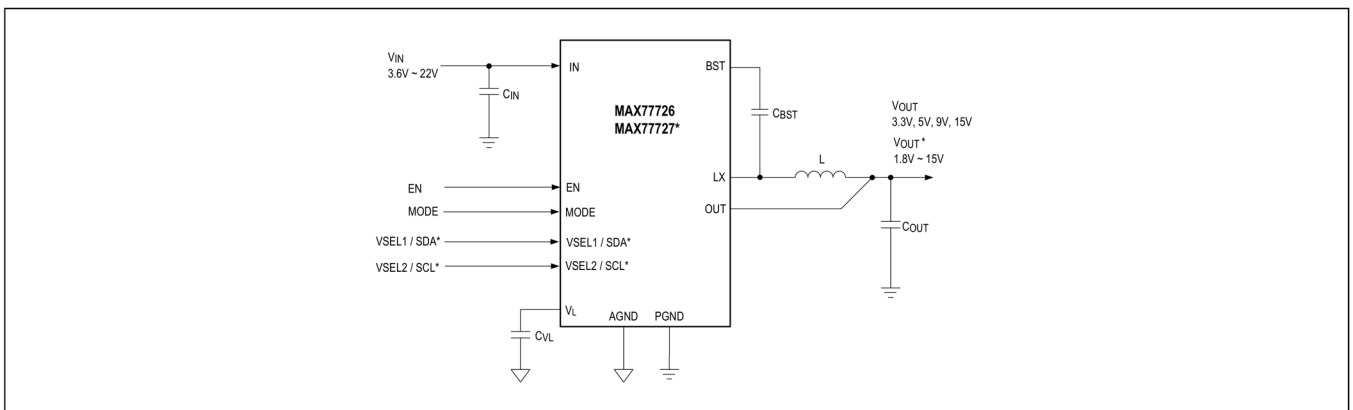 VIN
3.6V ~ 22V
CIN
IN
BST
MAX77726
MAX77727*
CBST
VOUT
3.3V, 5V, 9V, 15V
VOUT *
1.8V ~ 15V
L
LX
EN
EN
OUT
MODE
MODE
COUT
VSEL1 / SDA*
VSEL1 / SDA*
VSEL2 / SCL*
VSEL2 / SCL*
VL
AGND
PGND
CVL